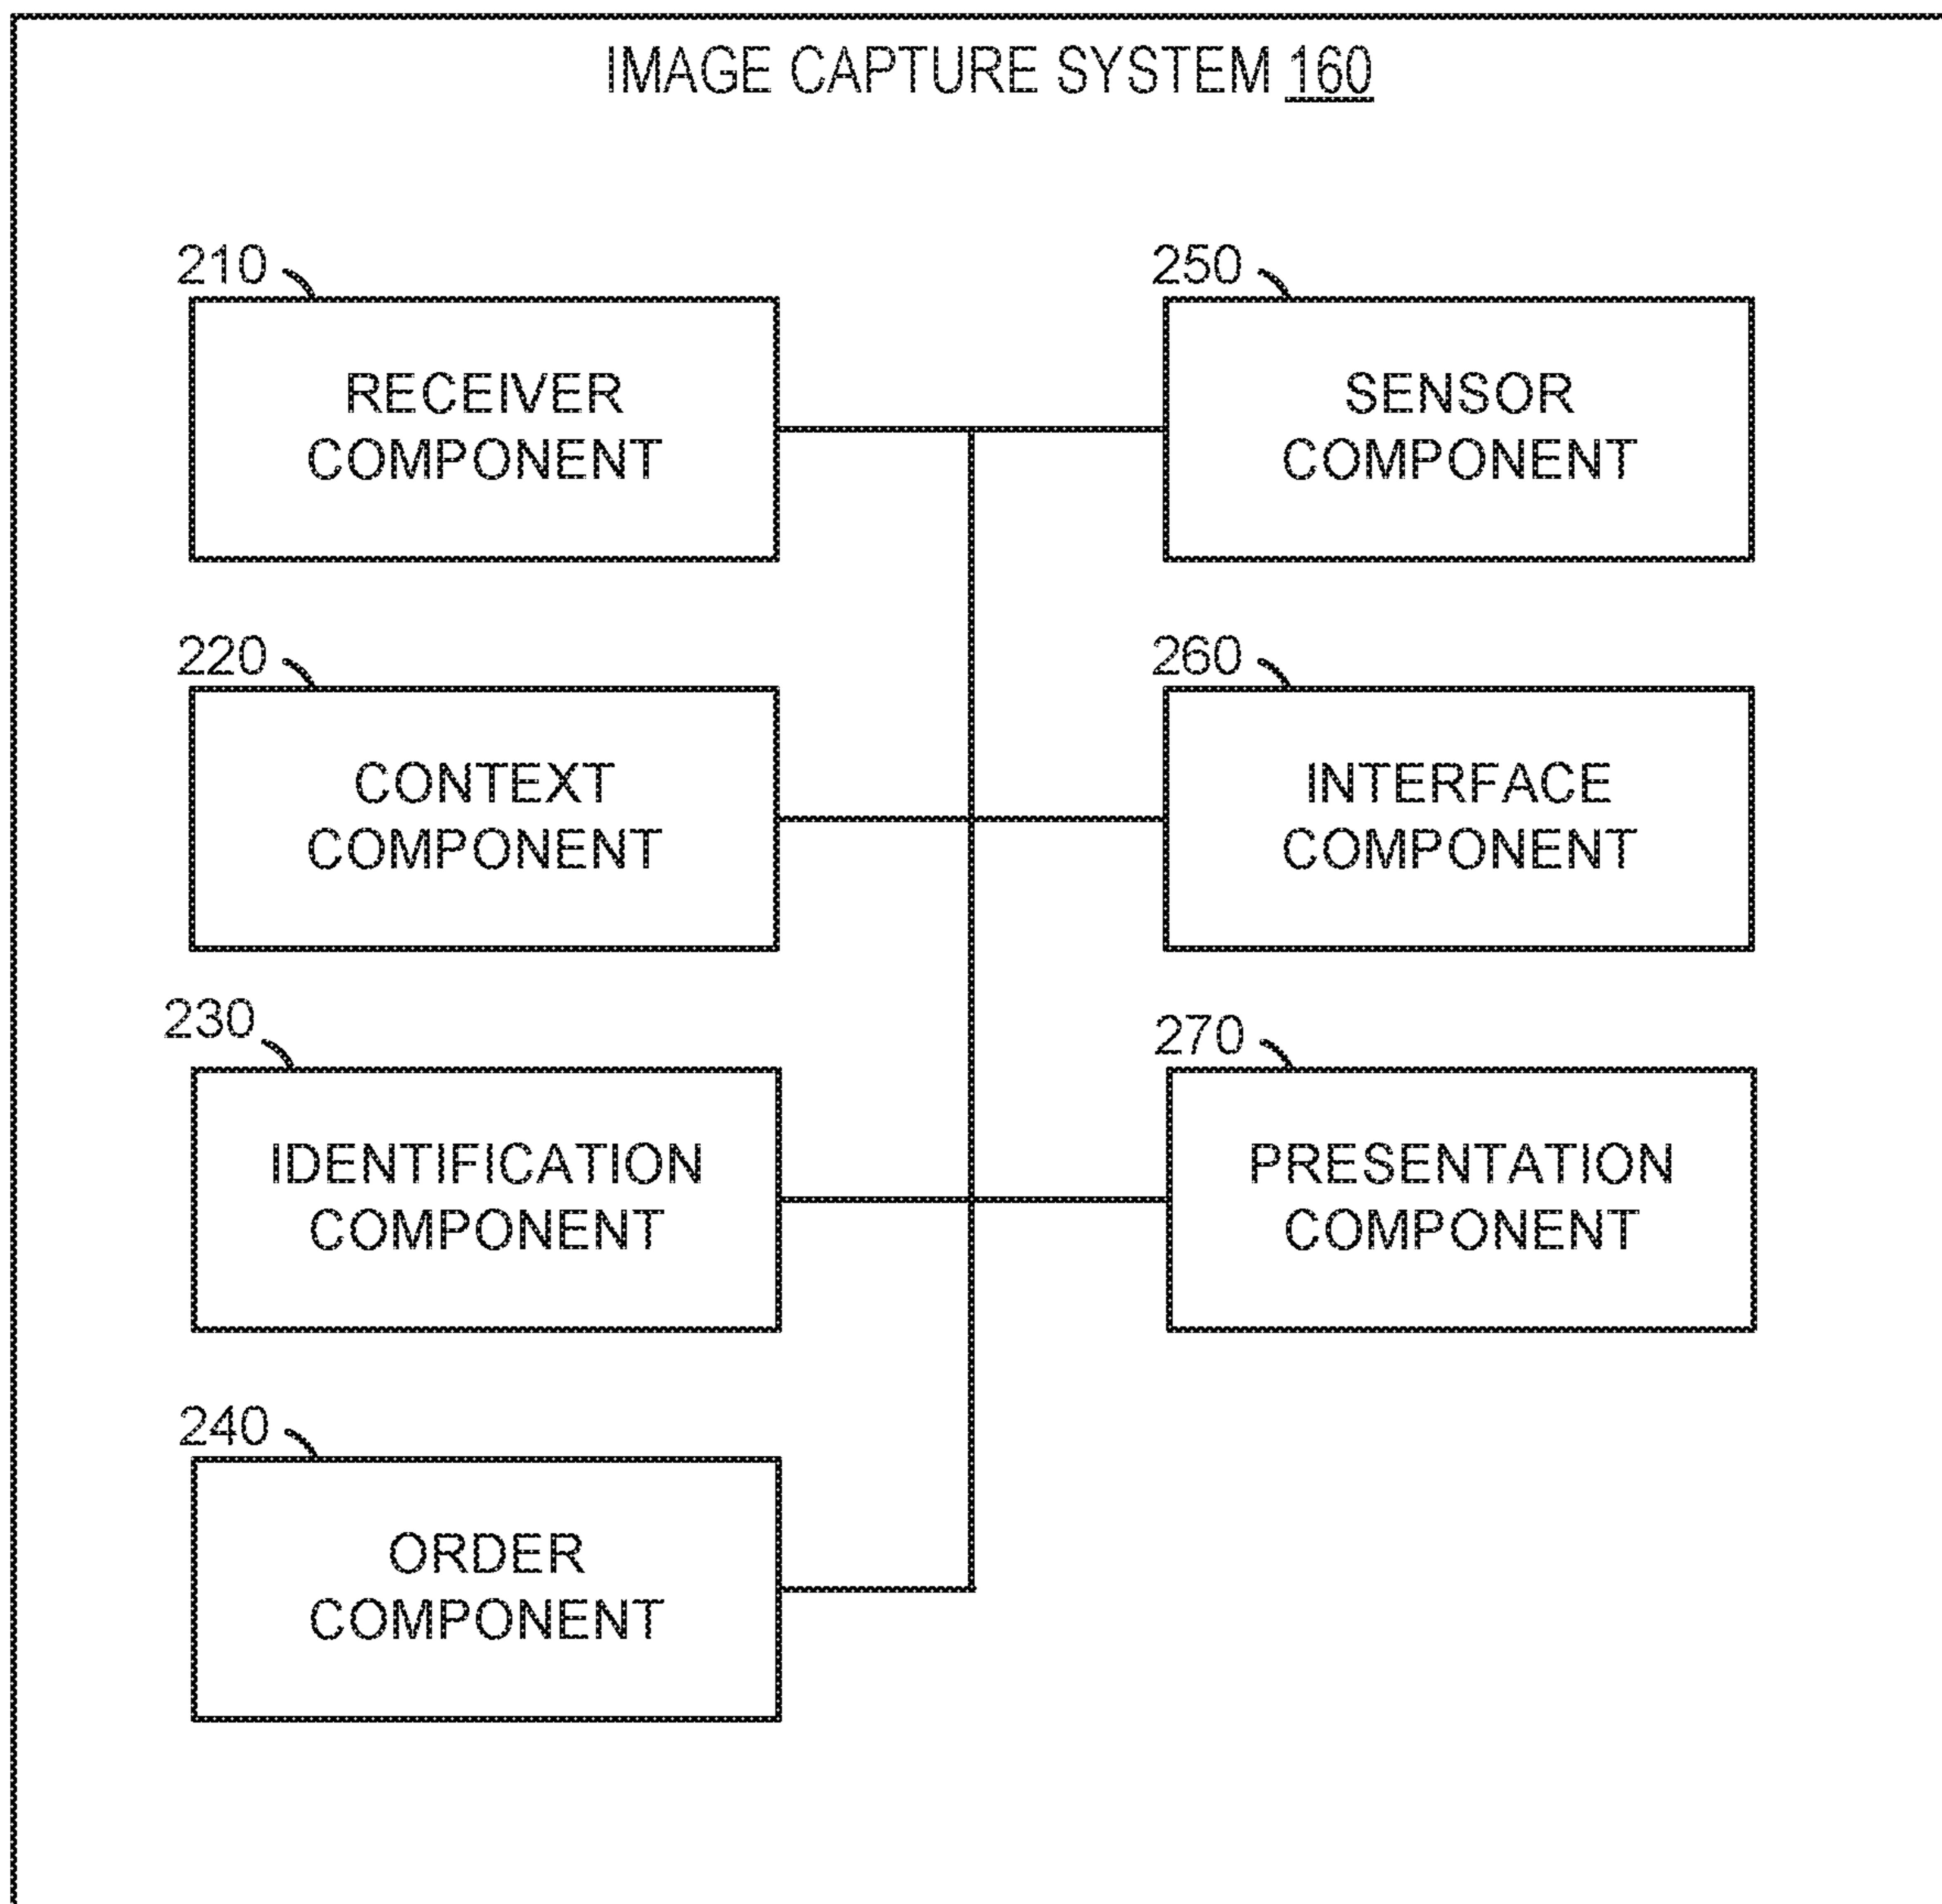 IMAGE CAPTURE SYSTEM 160
210
RECEIVER
COMPONENT
250
SENSOR
COMPONENT
220
CONTEXT
COMPONENT
260
INTERFACE
COMPONENT
230
IDENTIFICATION
COMPONENT
270
PRESENTATION
COMPONENT
240
ORDER
COMPONENT